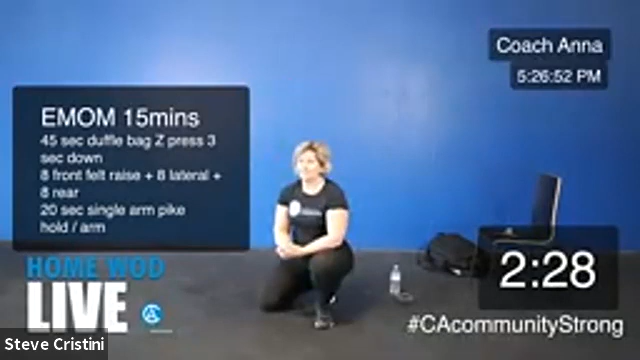 Coach Anna
5:26:52 PM
EMOM 15mins
45 sec duffle bag Z press 3
sec down
8 front felt raise + 8 lateral +
8 rear
20 sec single arm pike
hold / arm
2:28
HOME WOD
LIVE
#CAcommunityStrong
Steve Cristini